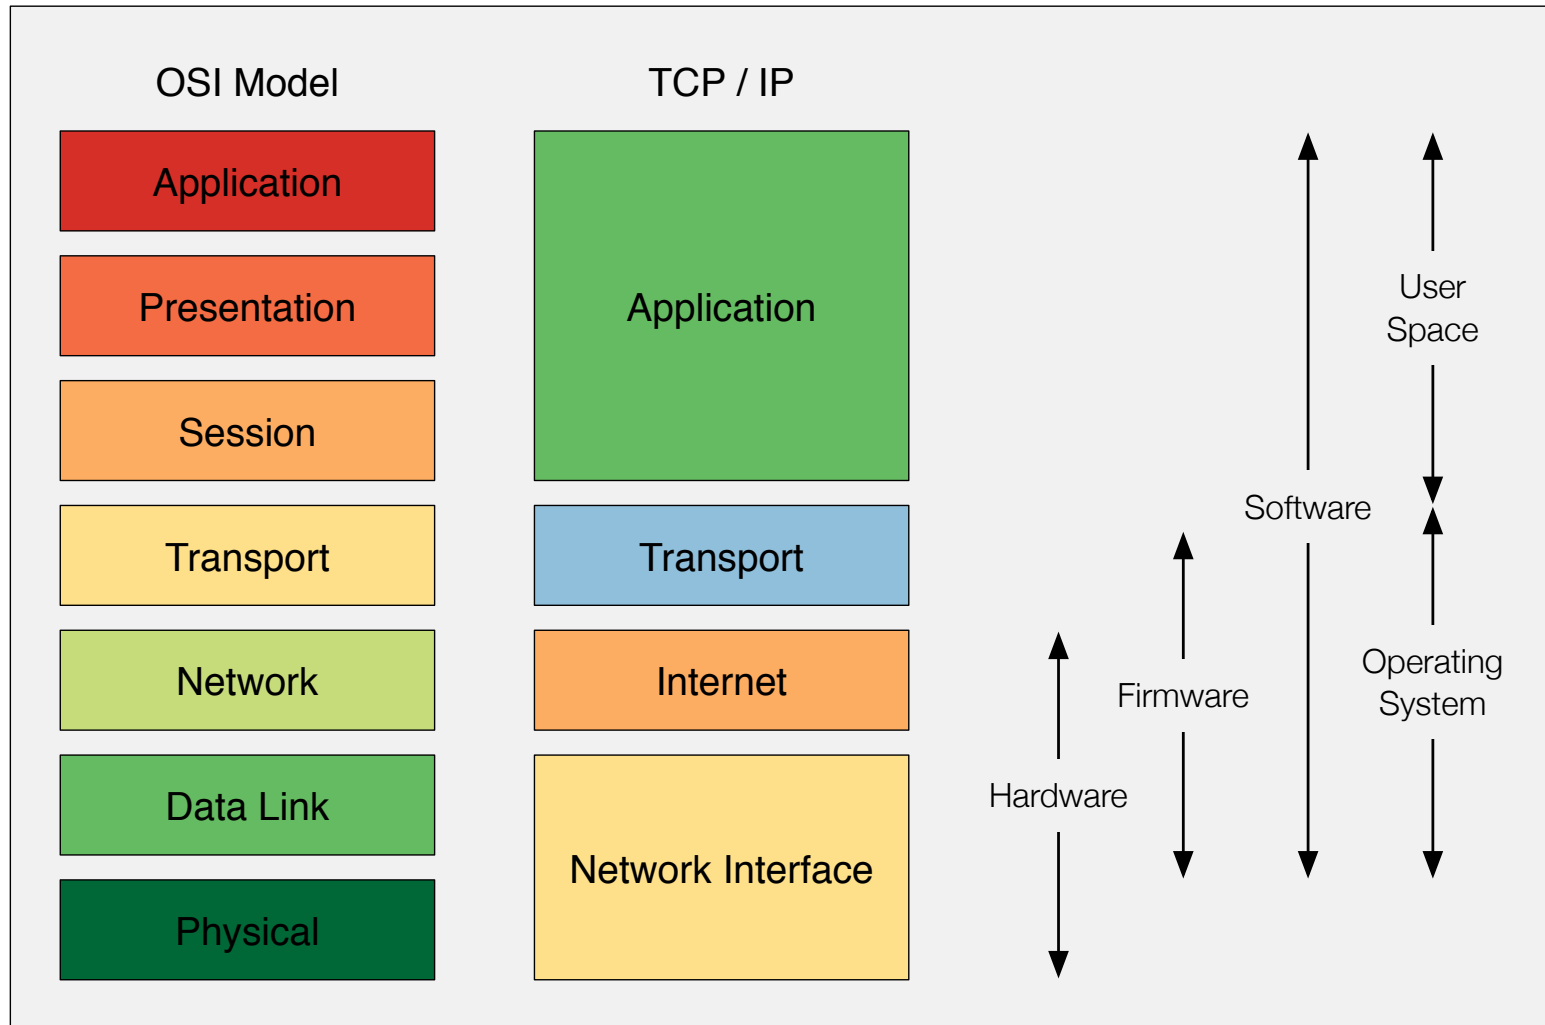 OSI Model
TCP / IP
Application
Presentation
Session
Transport
Network
Data Link
Physical
Application
Transport
Internet
Network Interface
Hardware
Firmware
Software
User
Space
Operating
System